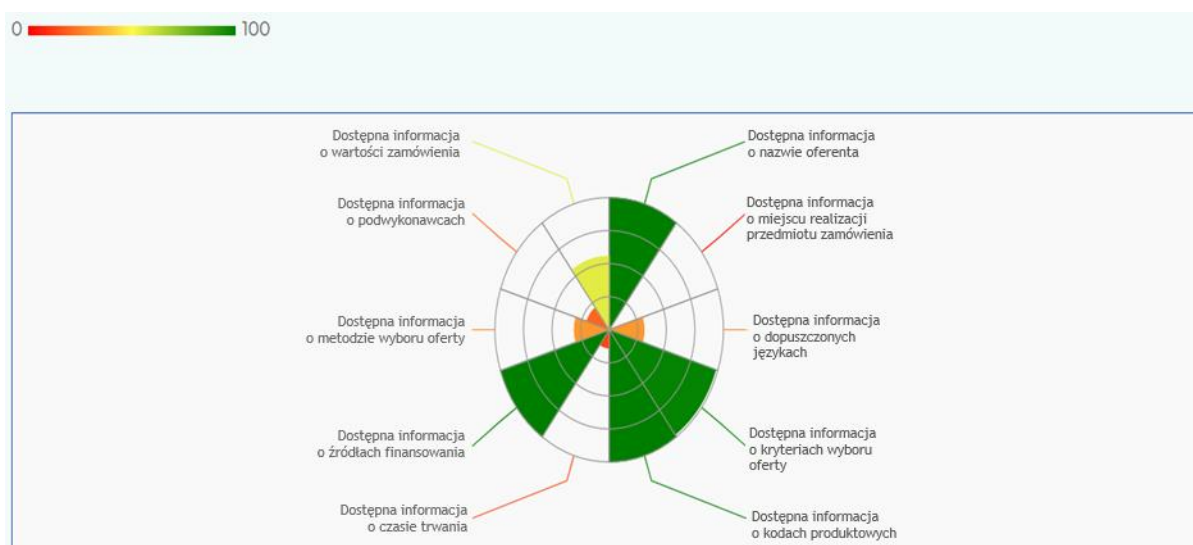 0 100
Dostępna informacja
o wartości zamówienia
Dostępna informacja
o nazwie oferenta
Dostępna informacja
o podwykonawcach
Dostępna informacja
o miejscu realizacji
przedmiotu zamówienia
Dostępna informacja
o metodzie wyboru oferty
Dostępna informacja
o dopuszczonych
językach
Dostępna informacja
o źródłach finansowania
Dostępna informacja
o kryteriach wyboru
oferty
Dostępna informacja
o czasie trwania
Dostępna informacja
o kodach produktowych